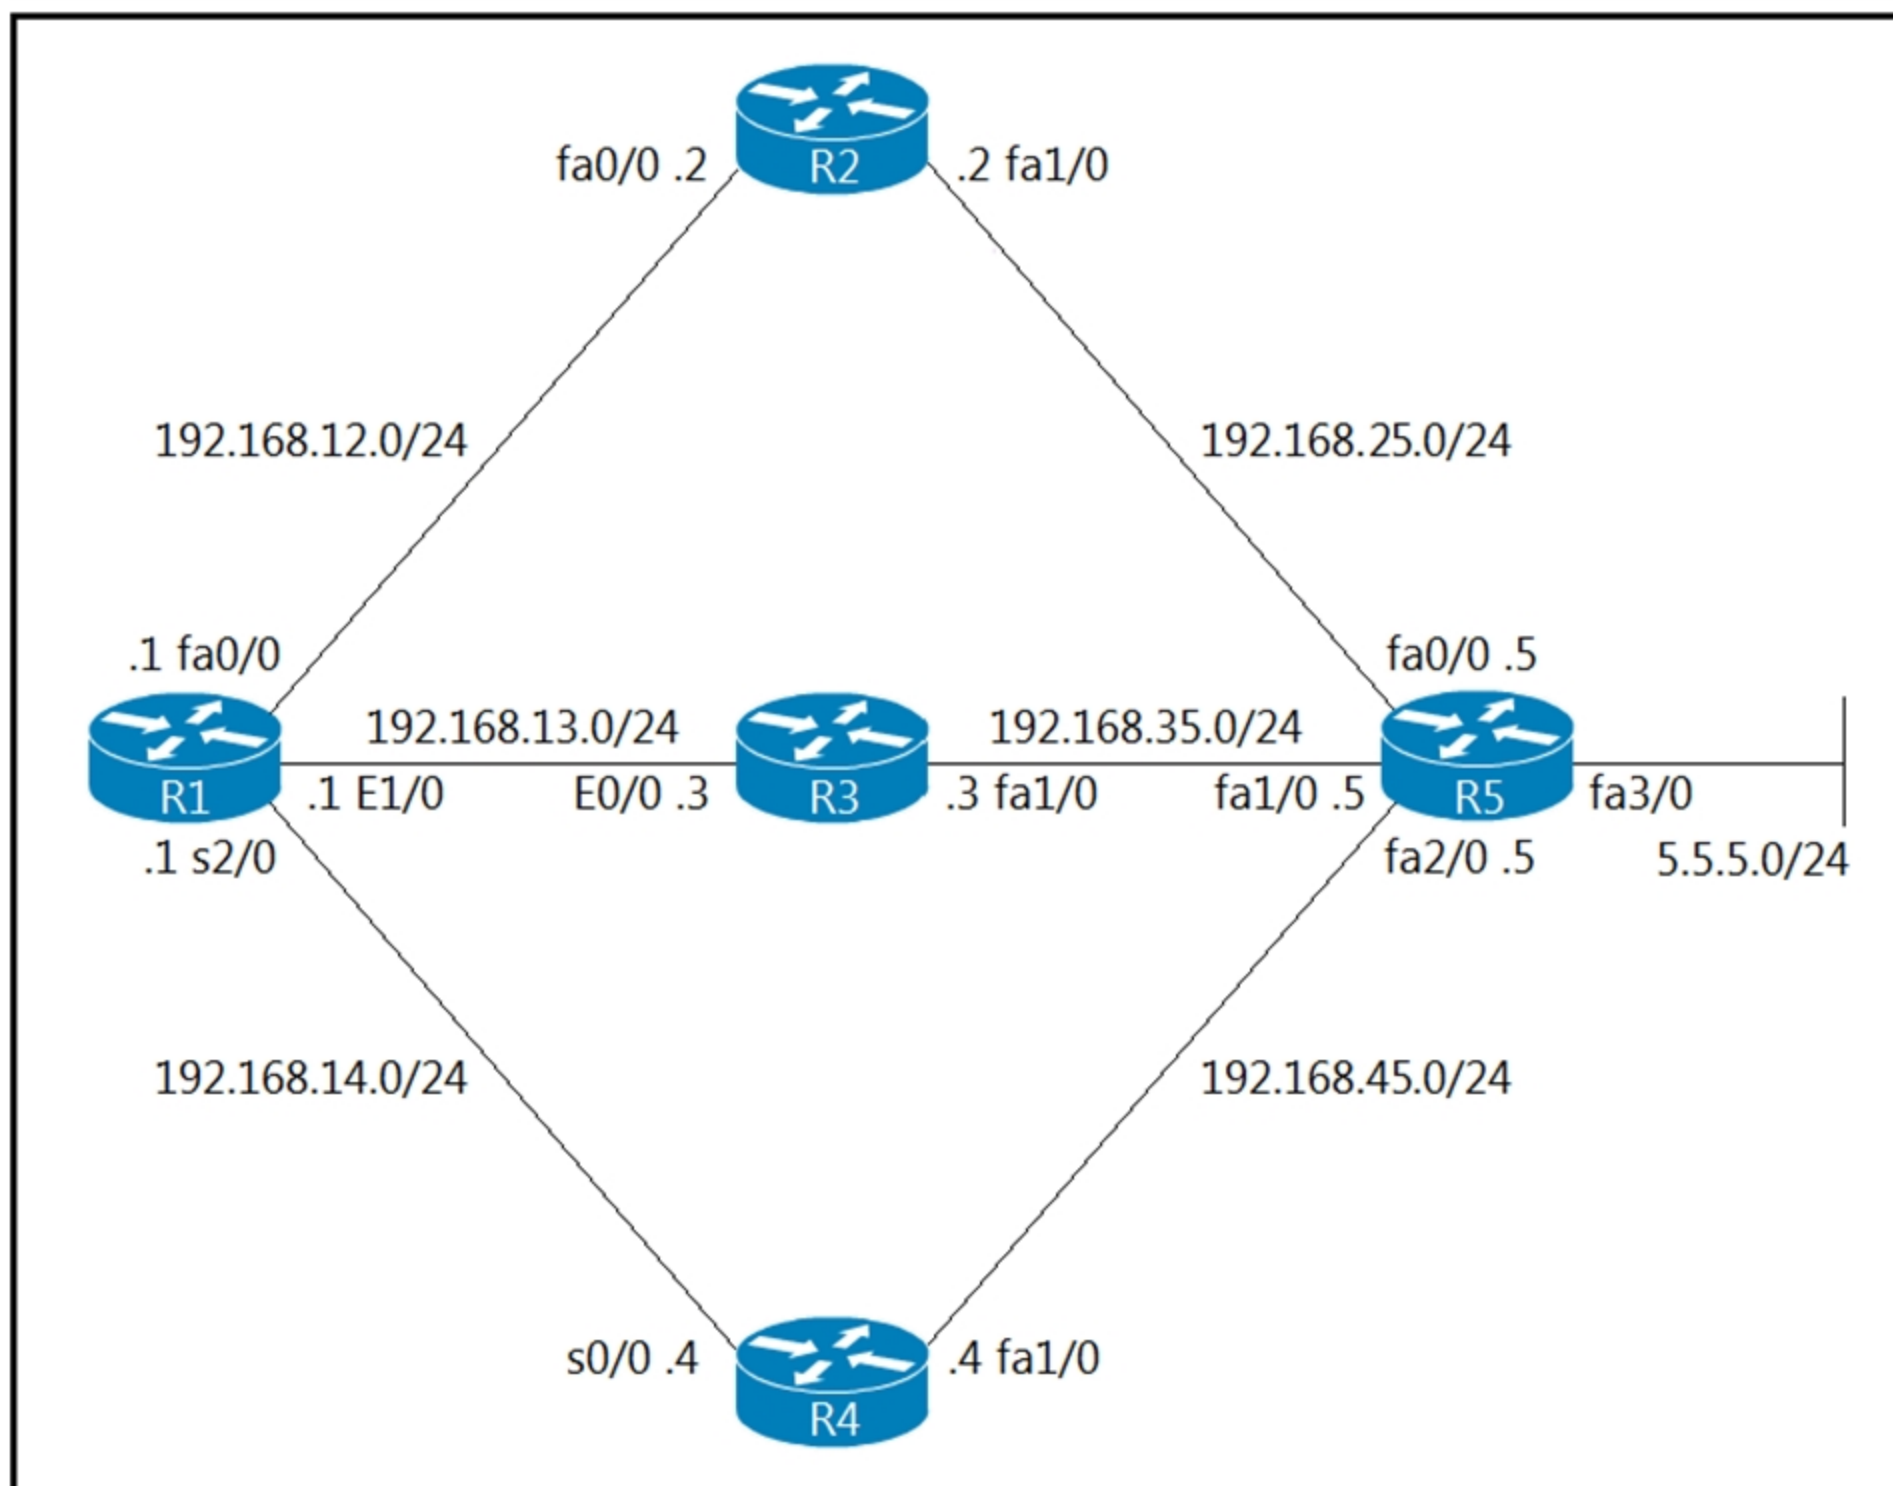 R2
fa0/0 .2
.2 fa1/0
192.168.12.0/24
192.168.25.0/24
.1 fa0/0
fa0/0 .5
192.168.13.0/24
192.168.35.0/24
R1
.1 E1/0
E0/0 .3
R3
.3 fa1/0
fa1/0 .5
R5
fa3/0
.1 s2/0
fa2/0 .5
5.5.5.0/24
192.168.14.0/24
192.168.45.0/24
s0/0 .4
.4 fa1/0
R4